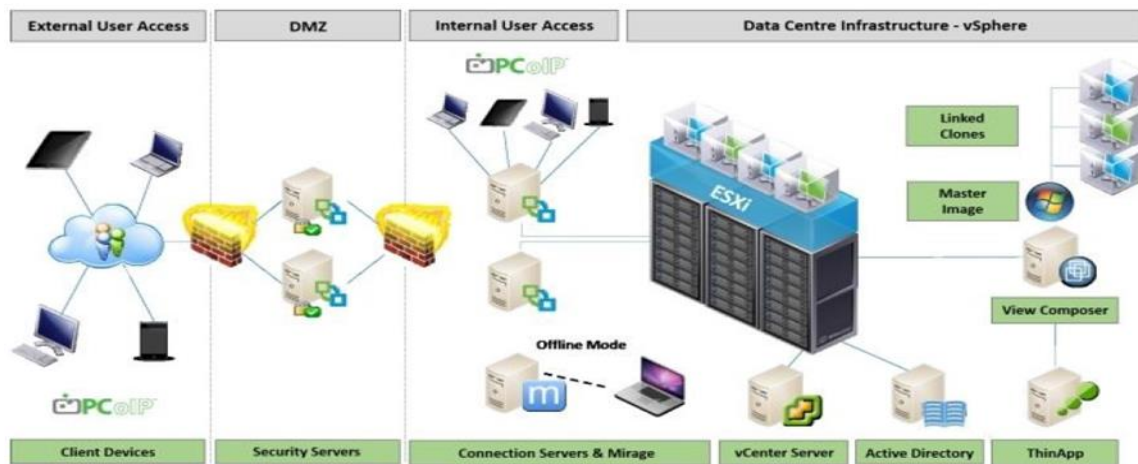 External User Access
DMZ
Internal User Access
Data Centre Infrastructure - vSphere
PCoIP
Linked
Clones
ESXi
Master
Image
View Composer
Offline Mode
m
PCoIP
Client Devices
Security Servers
Connection Servers & Mirage
vCenter Server
Active Directory
ThinApp